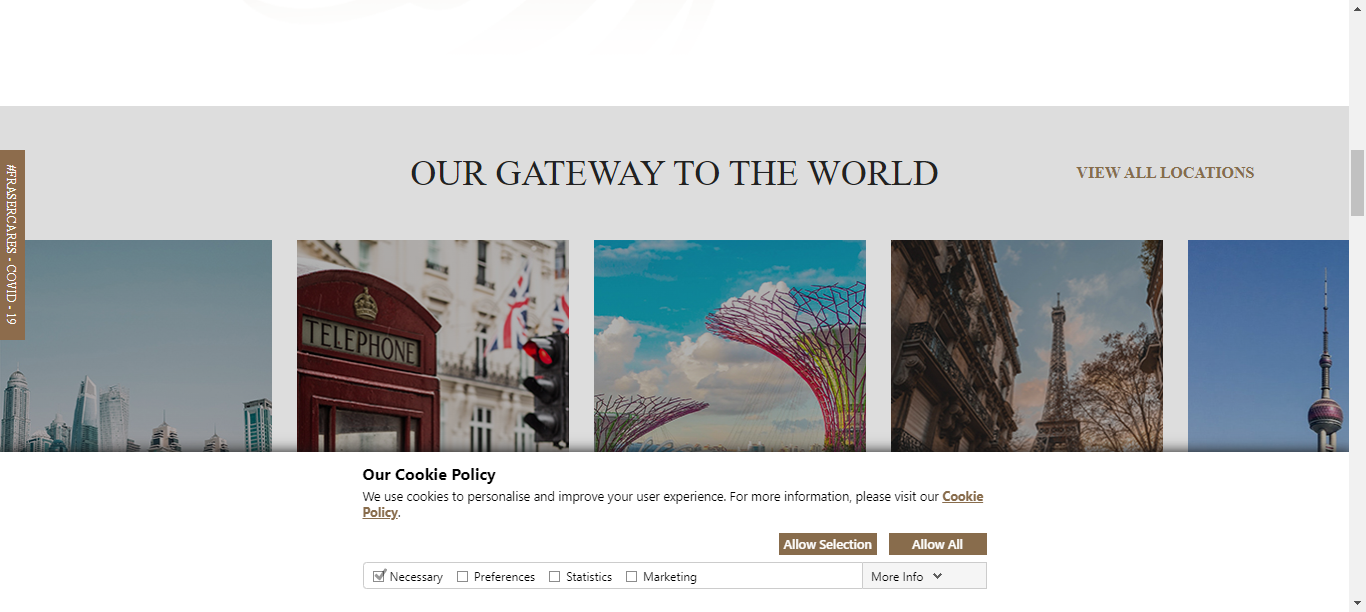 OUR GATEWAY TO THE WORLD
VIEW ALL LOCATIONS
#FRASERCARES - COVID - 19
TELEPHONE
Our Cookie Policy
We use cookies to personalise and improve your user experience. For more information, please visit our Cookie
Policy.
Allow Selection
Allow All
Necessary
Preferences
Statistics
Marketing
More Info